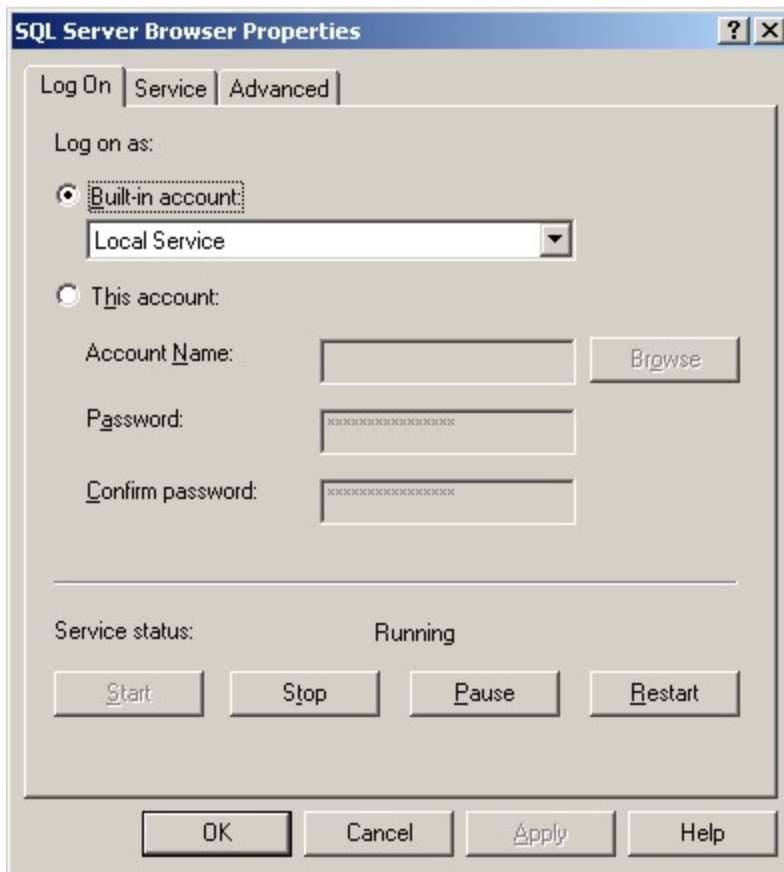 SQL Server Browser Properties
Log On Service Advanced
Log on as:
Built-in account:
Local Service
This account:
Account Name: Browse
Password: ****************
Confirm password: ****************
Service status: Running
Start Stop Pause Restart
OK Cancel Apply Help